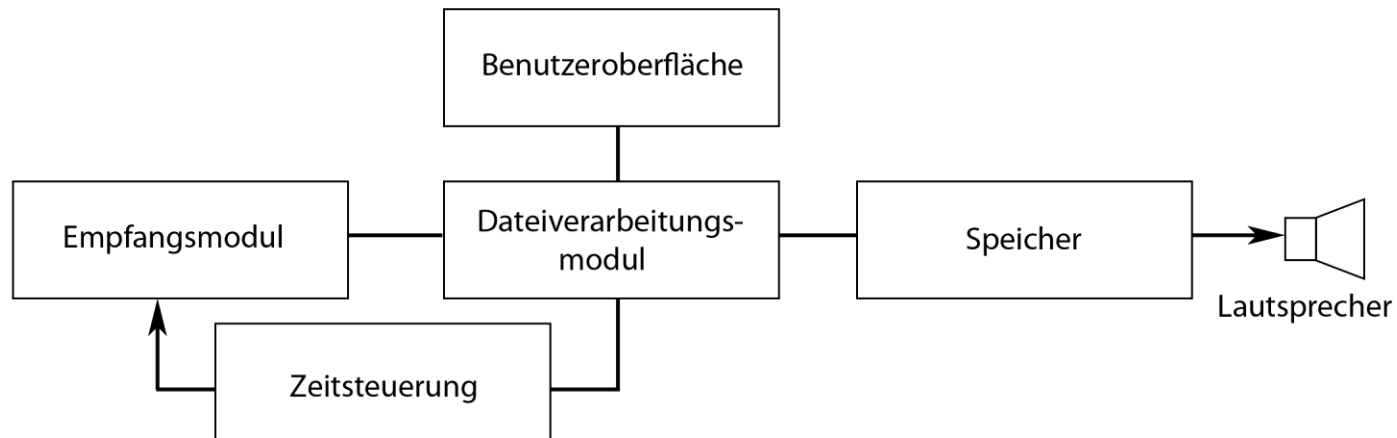 Benutzeroberfläche
Empfangsmodul
Dateiverarbeitungs-
modul
Speicher
Lautsprecher
Zeitsteuerung